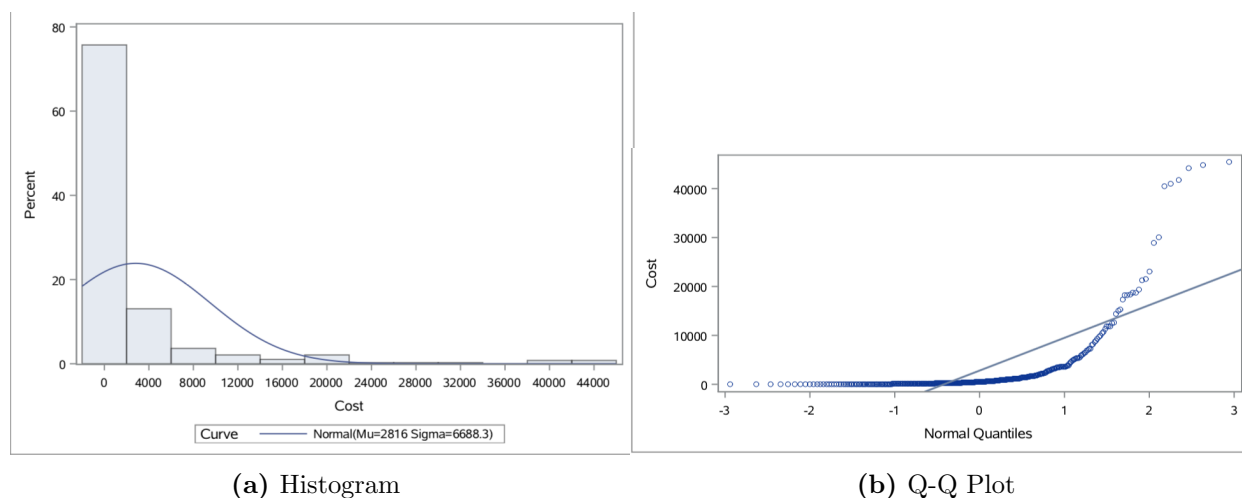 80
60
40
20
0
Percent
0 4000 8000 12000 16000 20000 24000 28000 32000 36000 40000 44000
Cost
Curve Normal(Mu=2816 Sigma=6688.3)
(a) Histogram
40000
30000
20000
10000
0
Cost
-3 -2 -1 0 1 2 3
Normal Quantiles
(b) Q-Q Plot